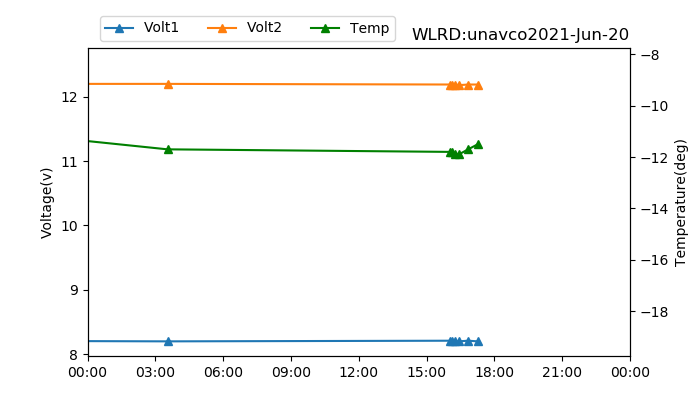 Volt1 Volt2 Temp
WLRD:unavco2021-Jun-20
Voltage(v)
12
11
10
9
8
−8
−10
−12
−14
−16
−18
Temperature(deg)
00:00 03:00 06:00 09:00 12:00 15:00 18:00 21:00 00:00